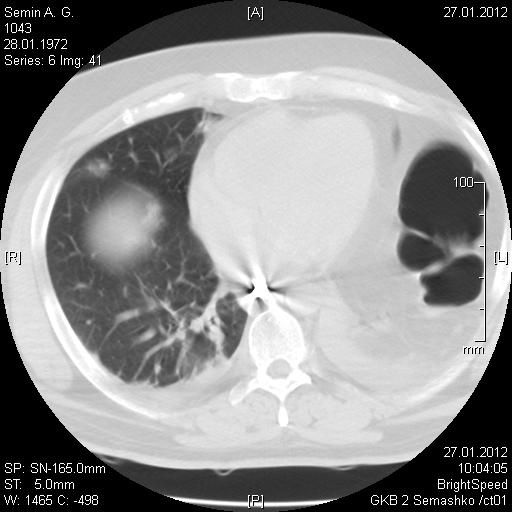 Semin A. G.
1043
28.01.1972
Series: 6 Img: 41
[A]
27.01.2012
100
[R]
[L]
mm
SP: SN-165.0mm
ST: 5.0mm
W: 1465 C: -498
[P]
27.01.2012
10:04:05
BrightSpeed
GKB 2 Semashko /ct01